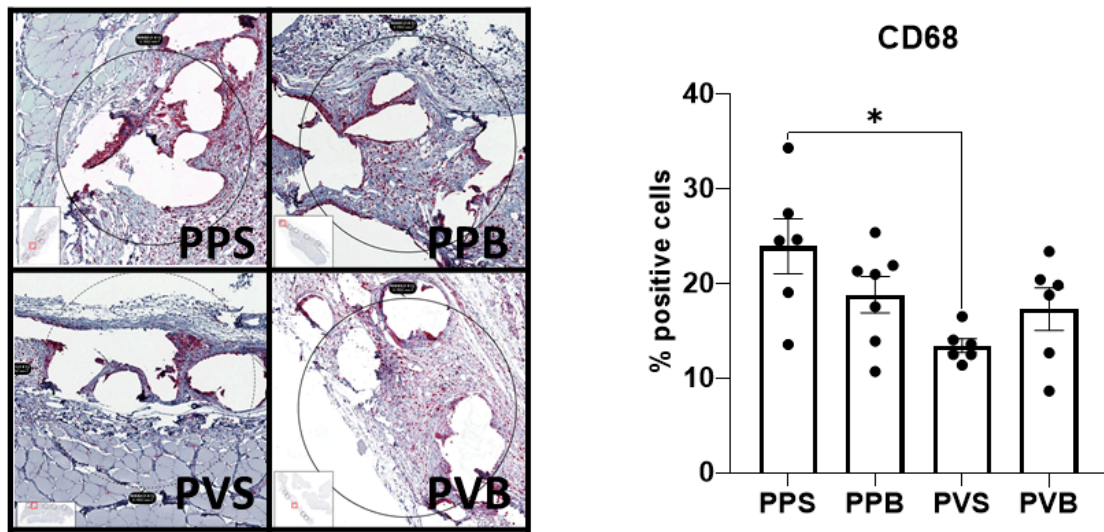 PPS
PPB
PVS
PVB
CD68
% positive cells
40
30
20
10
0
*
PPS
PPB
PVS
PVB